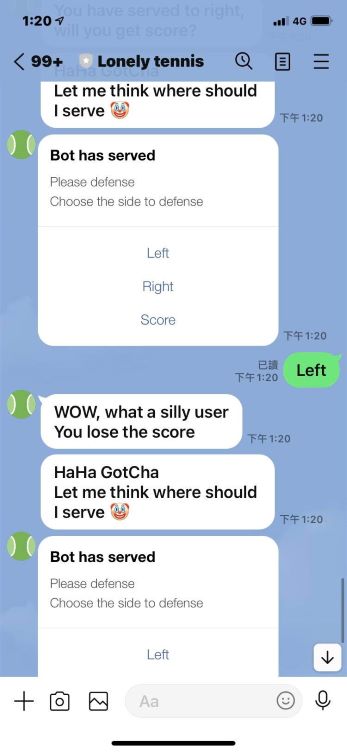 You have served to right,
1:20
4G
will you get score?
99+ Lonely tennis
HaHa GotCha
Let me think where should
I serve 🤡
下午 1:20
Bot has served
Please defense
Choose the side to defense
Left
Right
Score
下午 1:20
已讀
下午 1:20
Left
WOW, what a silly user
You lose the score
下午 1:20
HaHa GotCha
Let me think where should
I serve 🤡
下午 1:20
Bot has served
Please defense
Choose the side to defense
Left
Aa